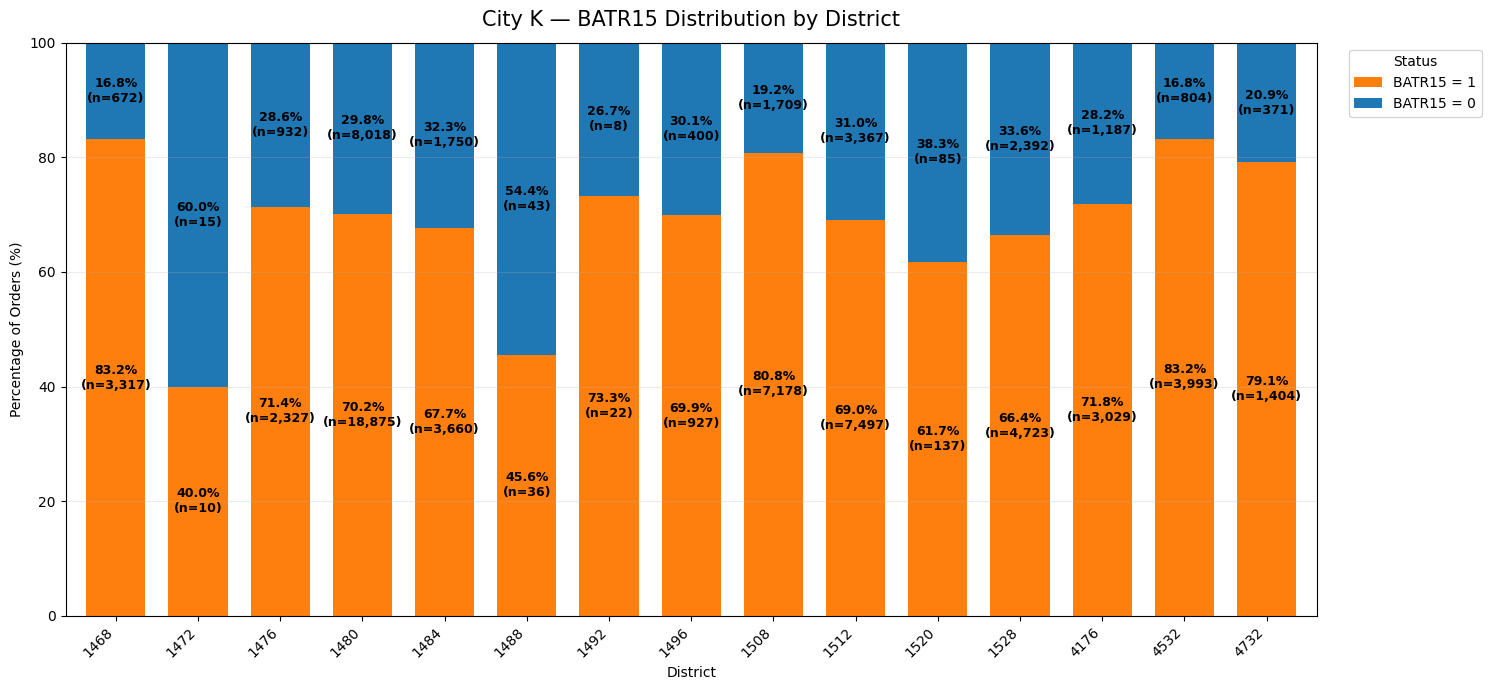 City K — BATR15 Distribution by District
Percentage of Orders (%)
100
80
60
40
20
0
16.8%
(n=672)
83.2%
(n=3,317)
60.0%
(n=15)
40.0%
(n=10)
28.6%
(n=932)
71.4%
(n=2,327)
29.8%
(n=8,018)
70.2%
(n=18,875)
32.3%
(n=1,750)
67.7%
(n=3,660)
54.4%
(n=43)
45.6%
(n=36)
26.7%
(n=8)
73.3%
(n=22)
30.1%
(n=400)
69.9%
(n=927)
19.2%
(n=1,709)
80.8%
(n=7,178)
31.0%
(n=3,367)
69.0%
(n=7,497)
38.3%
(n=85)
61.7%
(n=137)
33.6%
(n=2,392)
66.4%
(n=4,723)
28.2%
(n=1,187)
71.8%
(n=3,029)
16.8%
(n=804)
83.2%
(n=3,993)
20.9%
(n=371)
79.1%
(n=1,404)
1468
1472
1476
1480
1484
1488
1492
1496
1508
1512
1520
1528
4176
4532
4732
District
Status
BATR15 = 1
BATR15 = 0